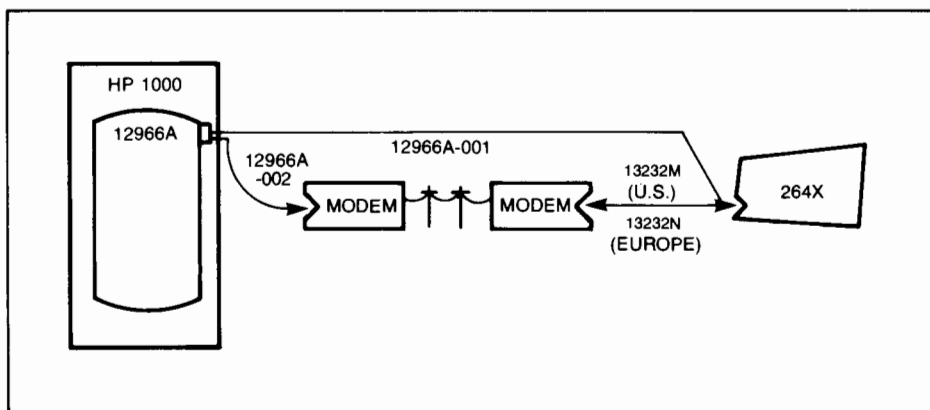 HP 1000
12966A
12966A
-002
12966A-001
MODEM
MODEM
13232M
(U.S.)
13232N
(EUROPE)
264X